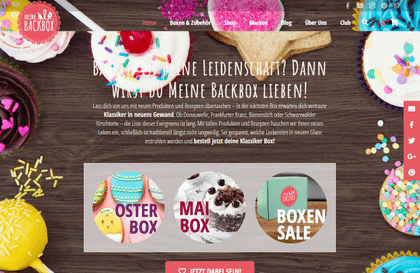 MEINE
BACKBOX
Home Boxen & Zubehör Shop Marken Blog Über Uns Club
Backen ist Deine Leidenschaft? Dann
wirst Du Meine Backbox lieben!
Lass dich von uns mit neuen Produkten und Rezepten überraschen – in der nächsten Box erwarten dich vertraute
Klassiker in neuem Gewand. Ob Donauwelle, Frankfurter Kranz, Bienenstich oder Schwarzwälder
Kirschtorte – die Liste dieser Evergreens ist lang. Mit tollen Produkten und Rezepten hauchen wir ihnen neues
Leben ein, schließlich ist traditionell längst nicht langweilig. Sei gespannt, welche Leckereien in neuem Glanz
erstrahlen werden und bestell jetzt deine Klassiker Box!
OSTER
BOX
MAI
BOX
BOXEN
SALE
JETZT DABEI SEIN!